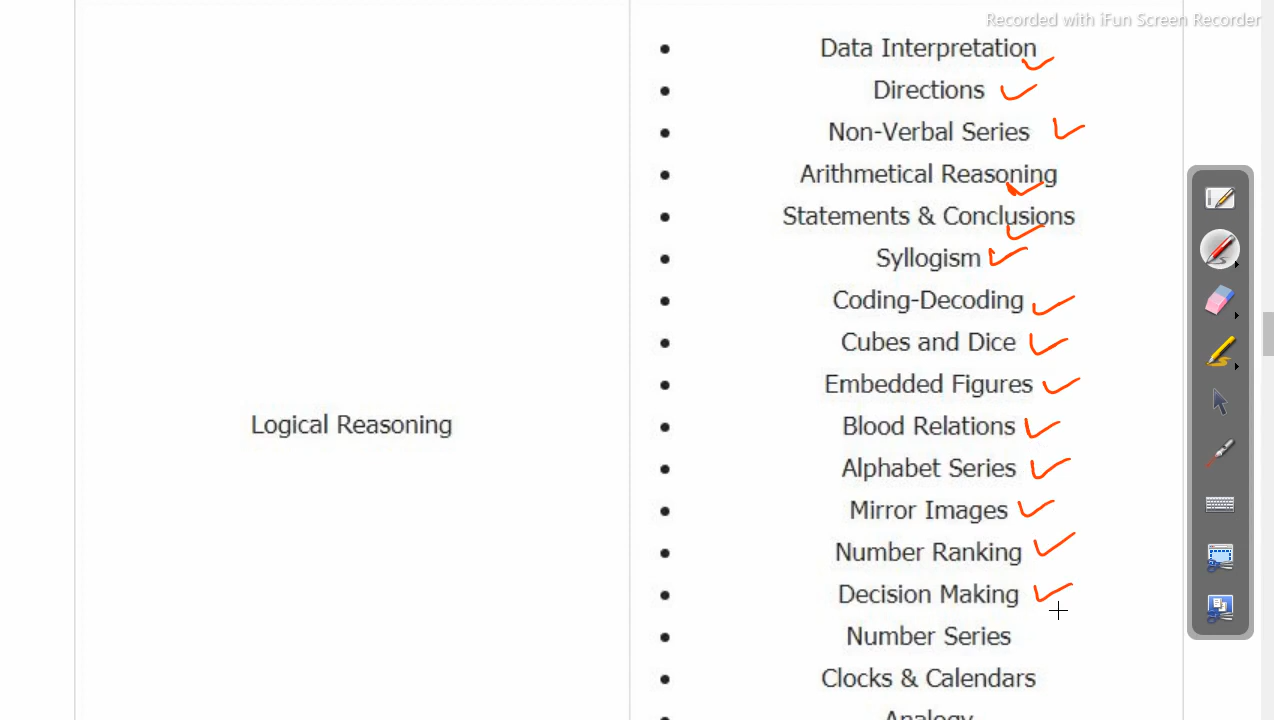 Recorded with iFun Screen Recorder
Data Interpretation
Directions
Non-Verbal Series
Arithmetical Reasoning
Statements & Conclusions
Syllogism
Coding-Decoding
Cubes and Dice
Embedded Figures
Logical Reasoning
Blood Relations
Alphabet Series
Mirror Images
Number Ranking
Decision Making
Number Series
Clocks & Calendars
Analogy